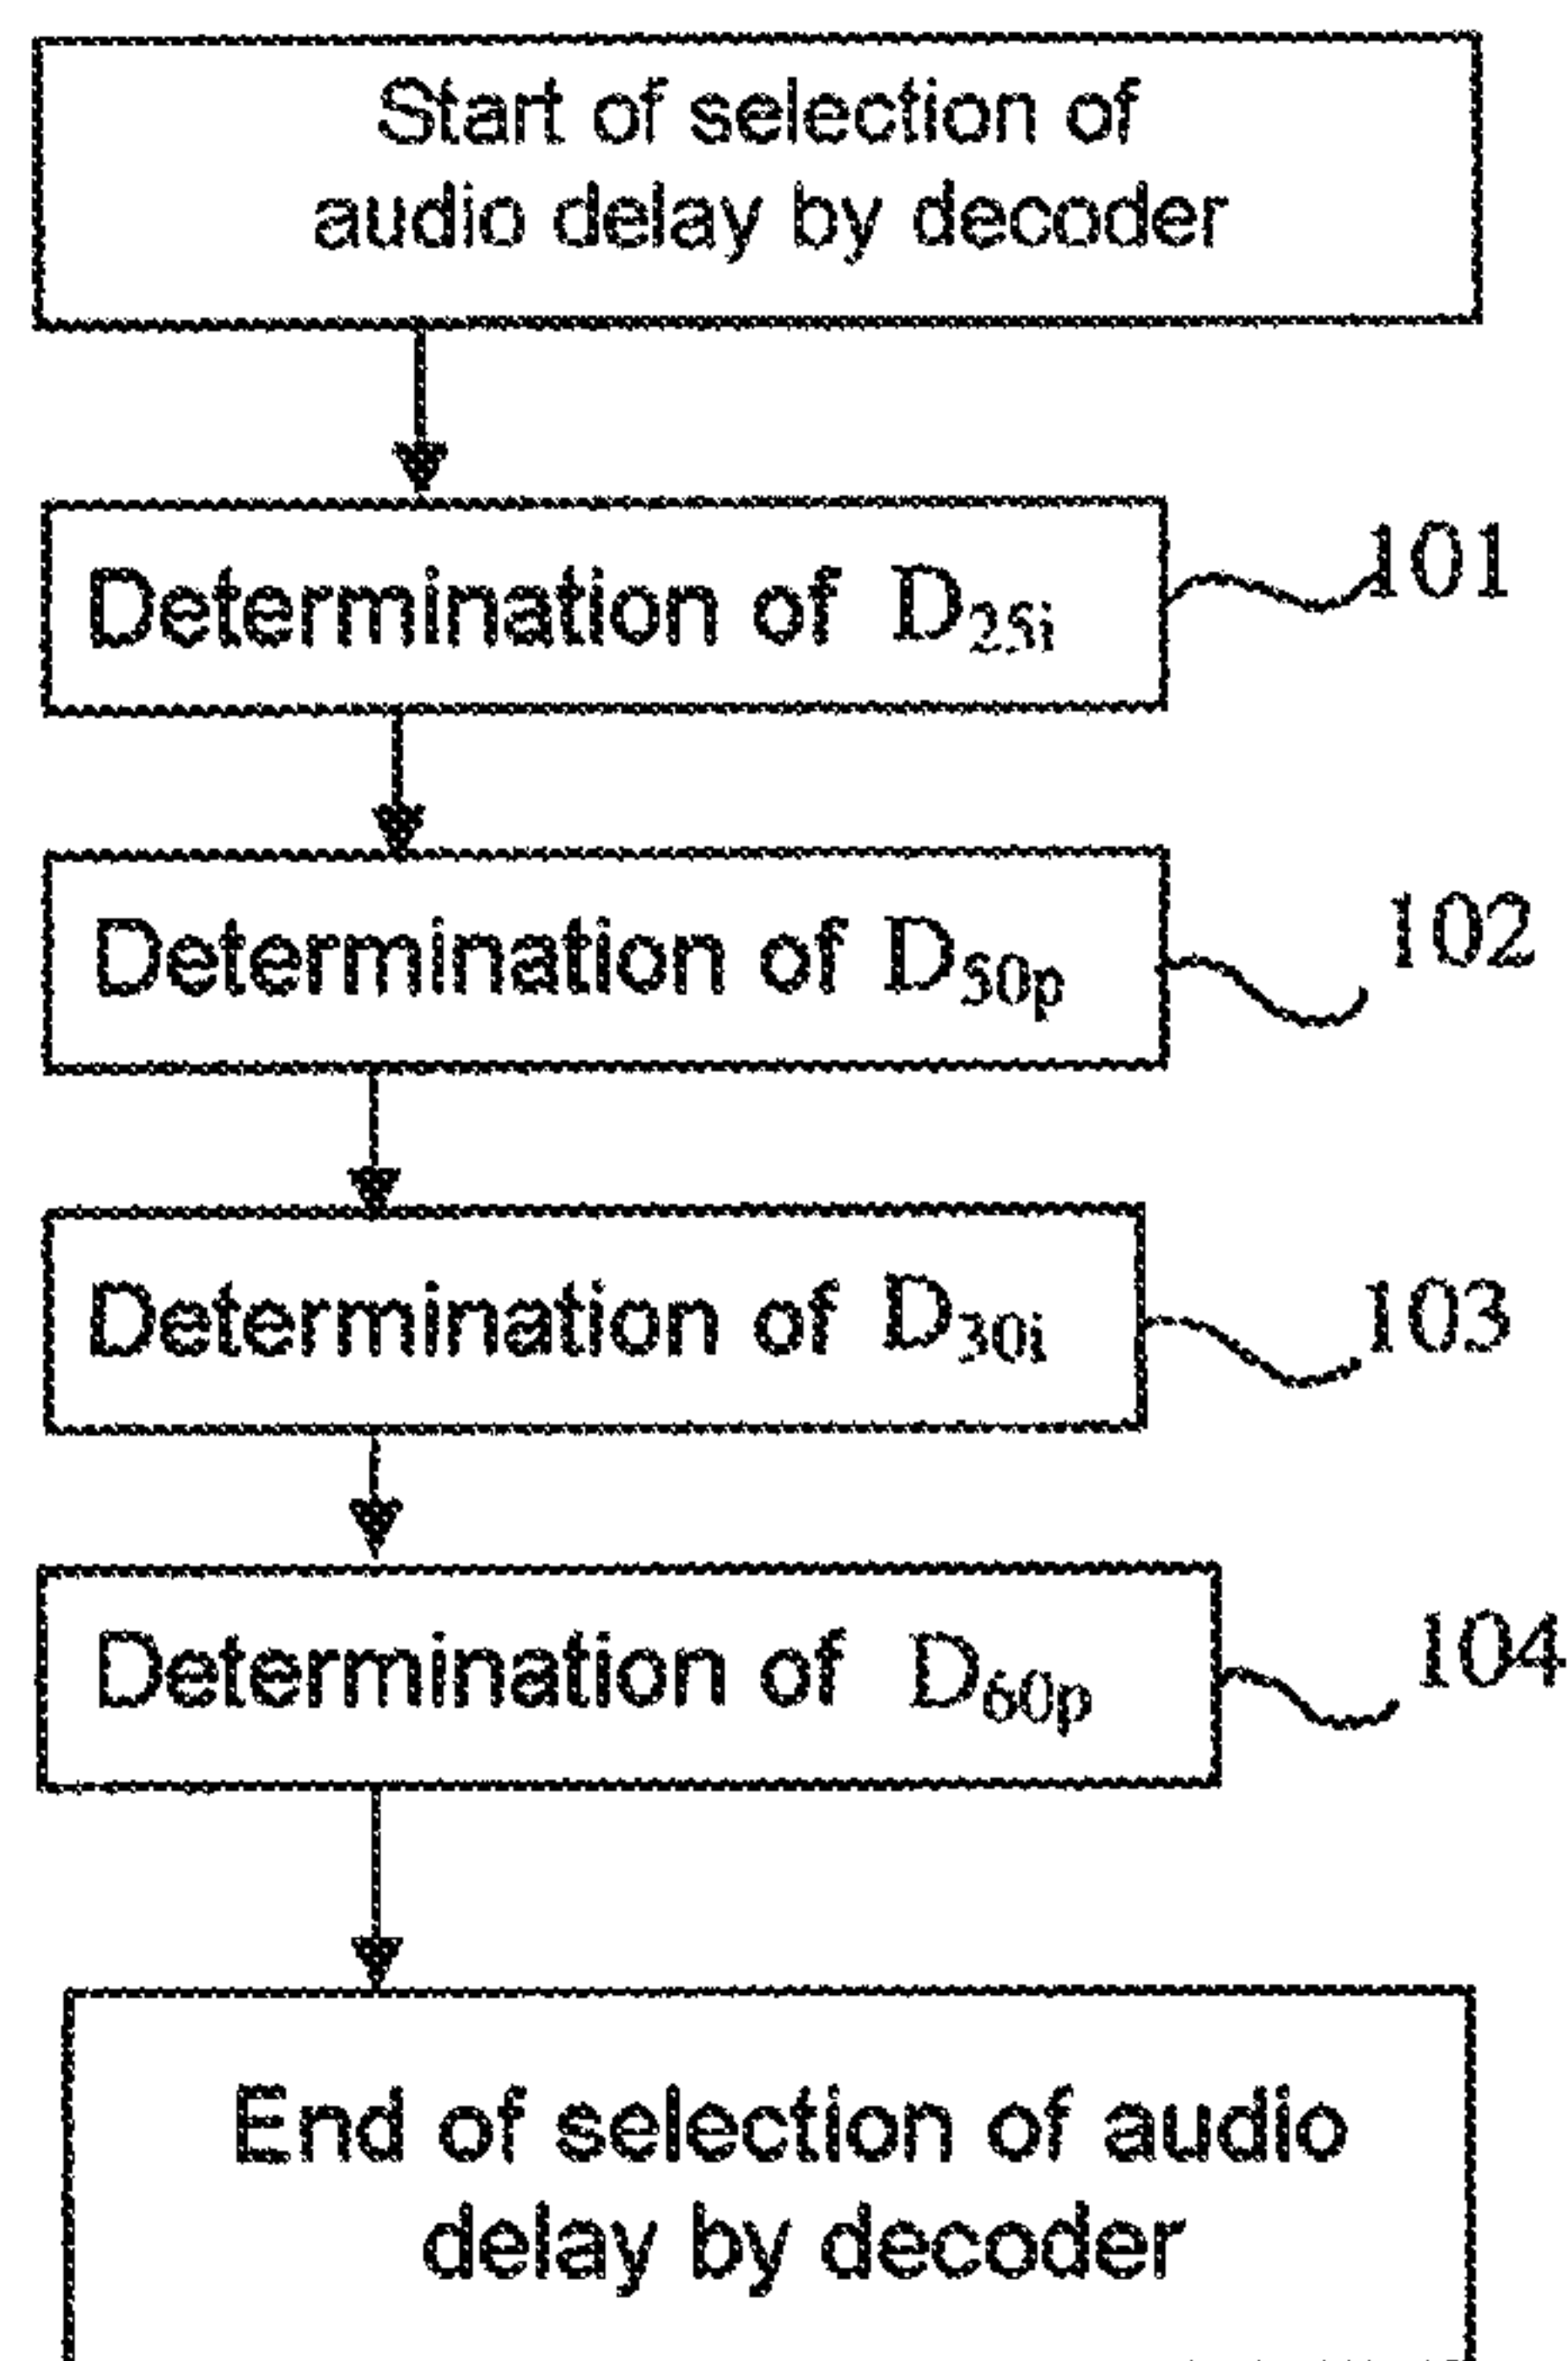 Start of selection of
audio delay by decoder
Determination of D25i
101
Determination of D50p
102
Determination of D30i
103
Determination of D60p
104
End of selection of audio
delay by decoder